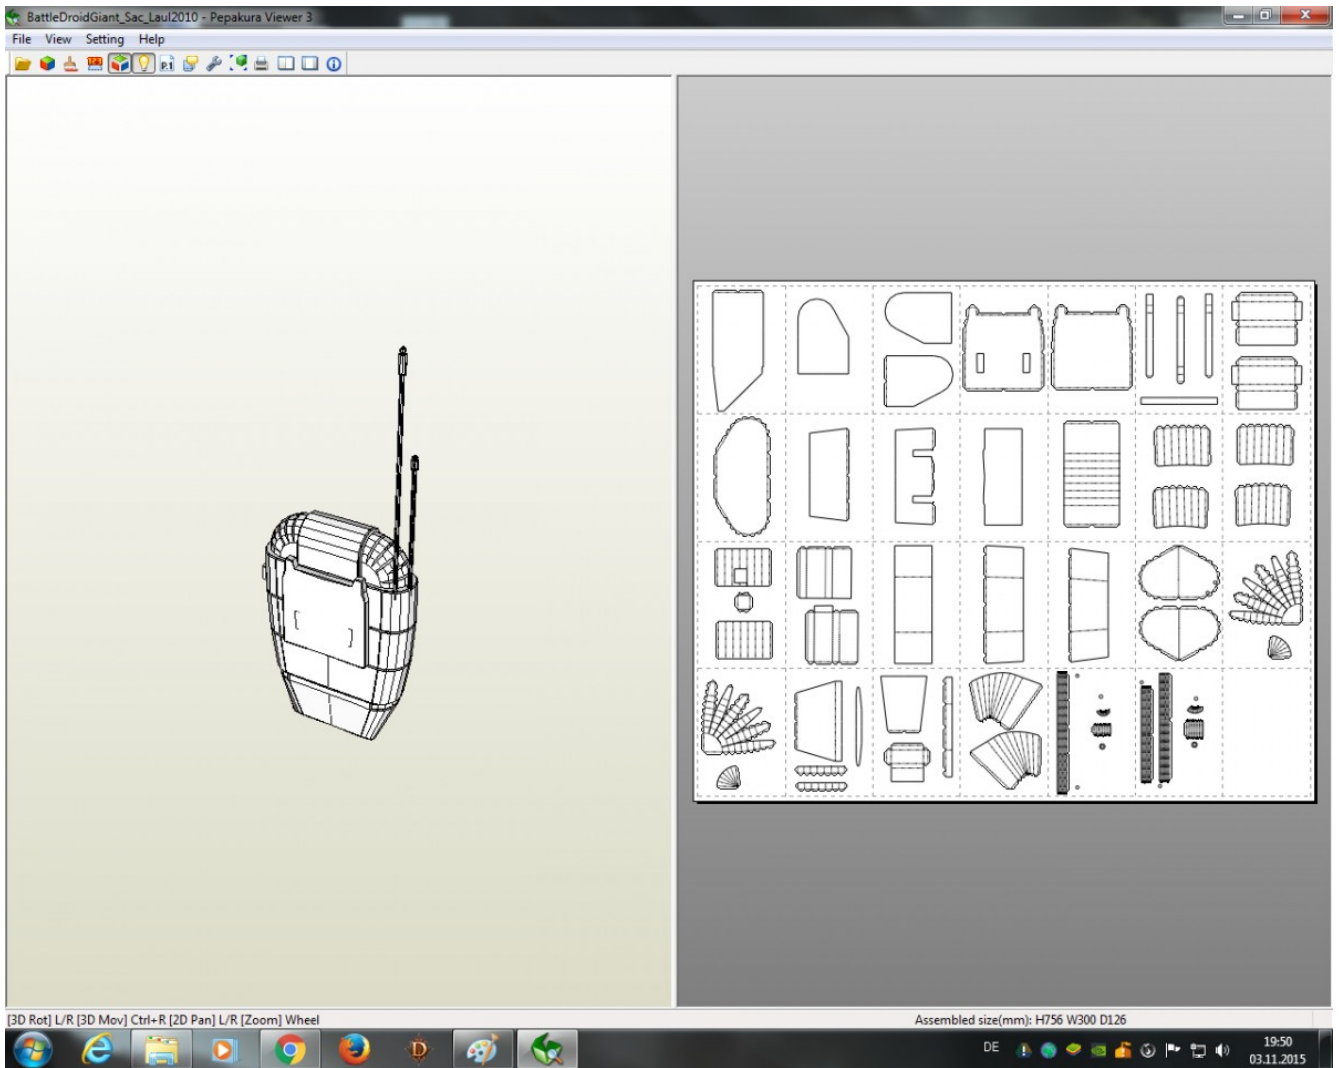 BattleDroidGiant_Sac_Laul2010 - Pepakura Viewer 3
File View Setting Help
P.1
[3D Rot] L/R [3D Mov] Ctrl+R [2D Pan] L/R [Zoom] Wheel
Assembled size(mm): H756 W300 D126
DE
19:50
03.11.2015